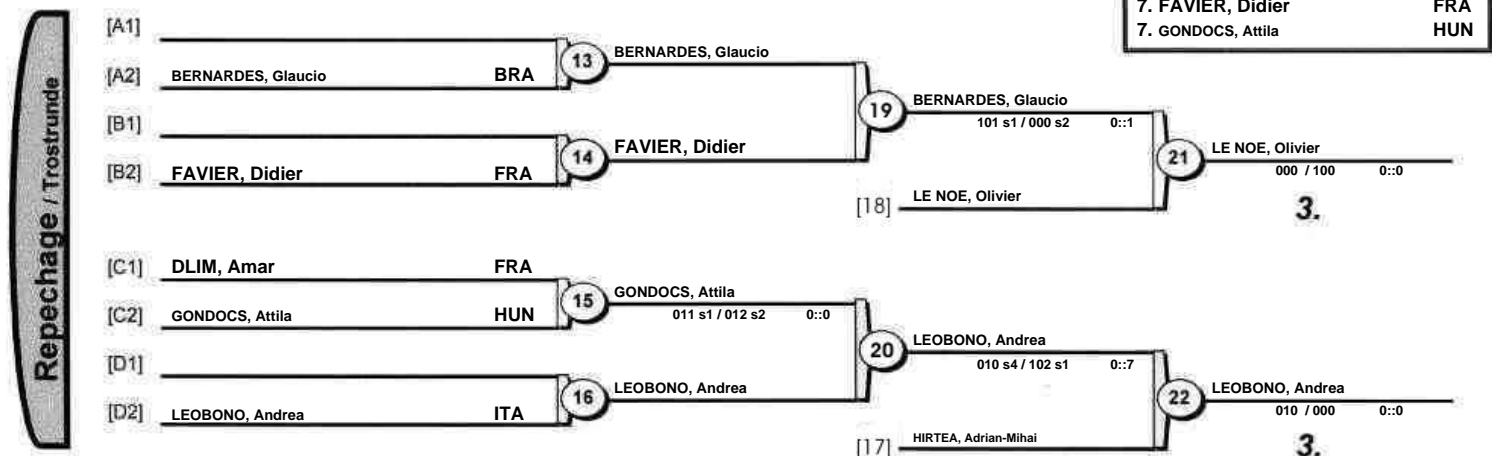 7. FAVIER, Didier FRA
7. GONDOCS, Attila HUN
Repechage / Trostrunde
[A1]
[A2] BERNARDES, Glaucio BRA
13 BERNARDES, Glaucio
[B1]
[B2] FAVIER, Didier FRA
14 FAVIER, Didier
19 BERNARDES, Glaucio
101 s1 / 000 s2 0::1
[18] LE NOE, Olivier
21 LE NOE, Olivier
000 / 100 0::0
3.
[C1] DLIM, Amar FRA
[C2] GONDOCS, Attila HUN
15 GONDOCS, Attila
011 s1 / 012 s2 0::0
[D1]
[D2] LEOBONO, Andrea ITA
16 LEOBONO, Andrea
20 LEOBONO, Andrea
010 s4 / 102 s1 0::7
[17] HIRTEA, Adrian-Mihai
22 LEOBONO, Andrea
010 / 000 0::0
3.